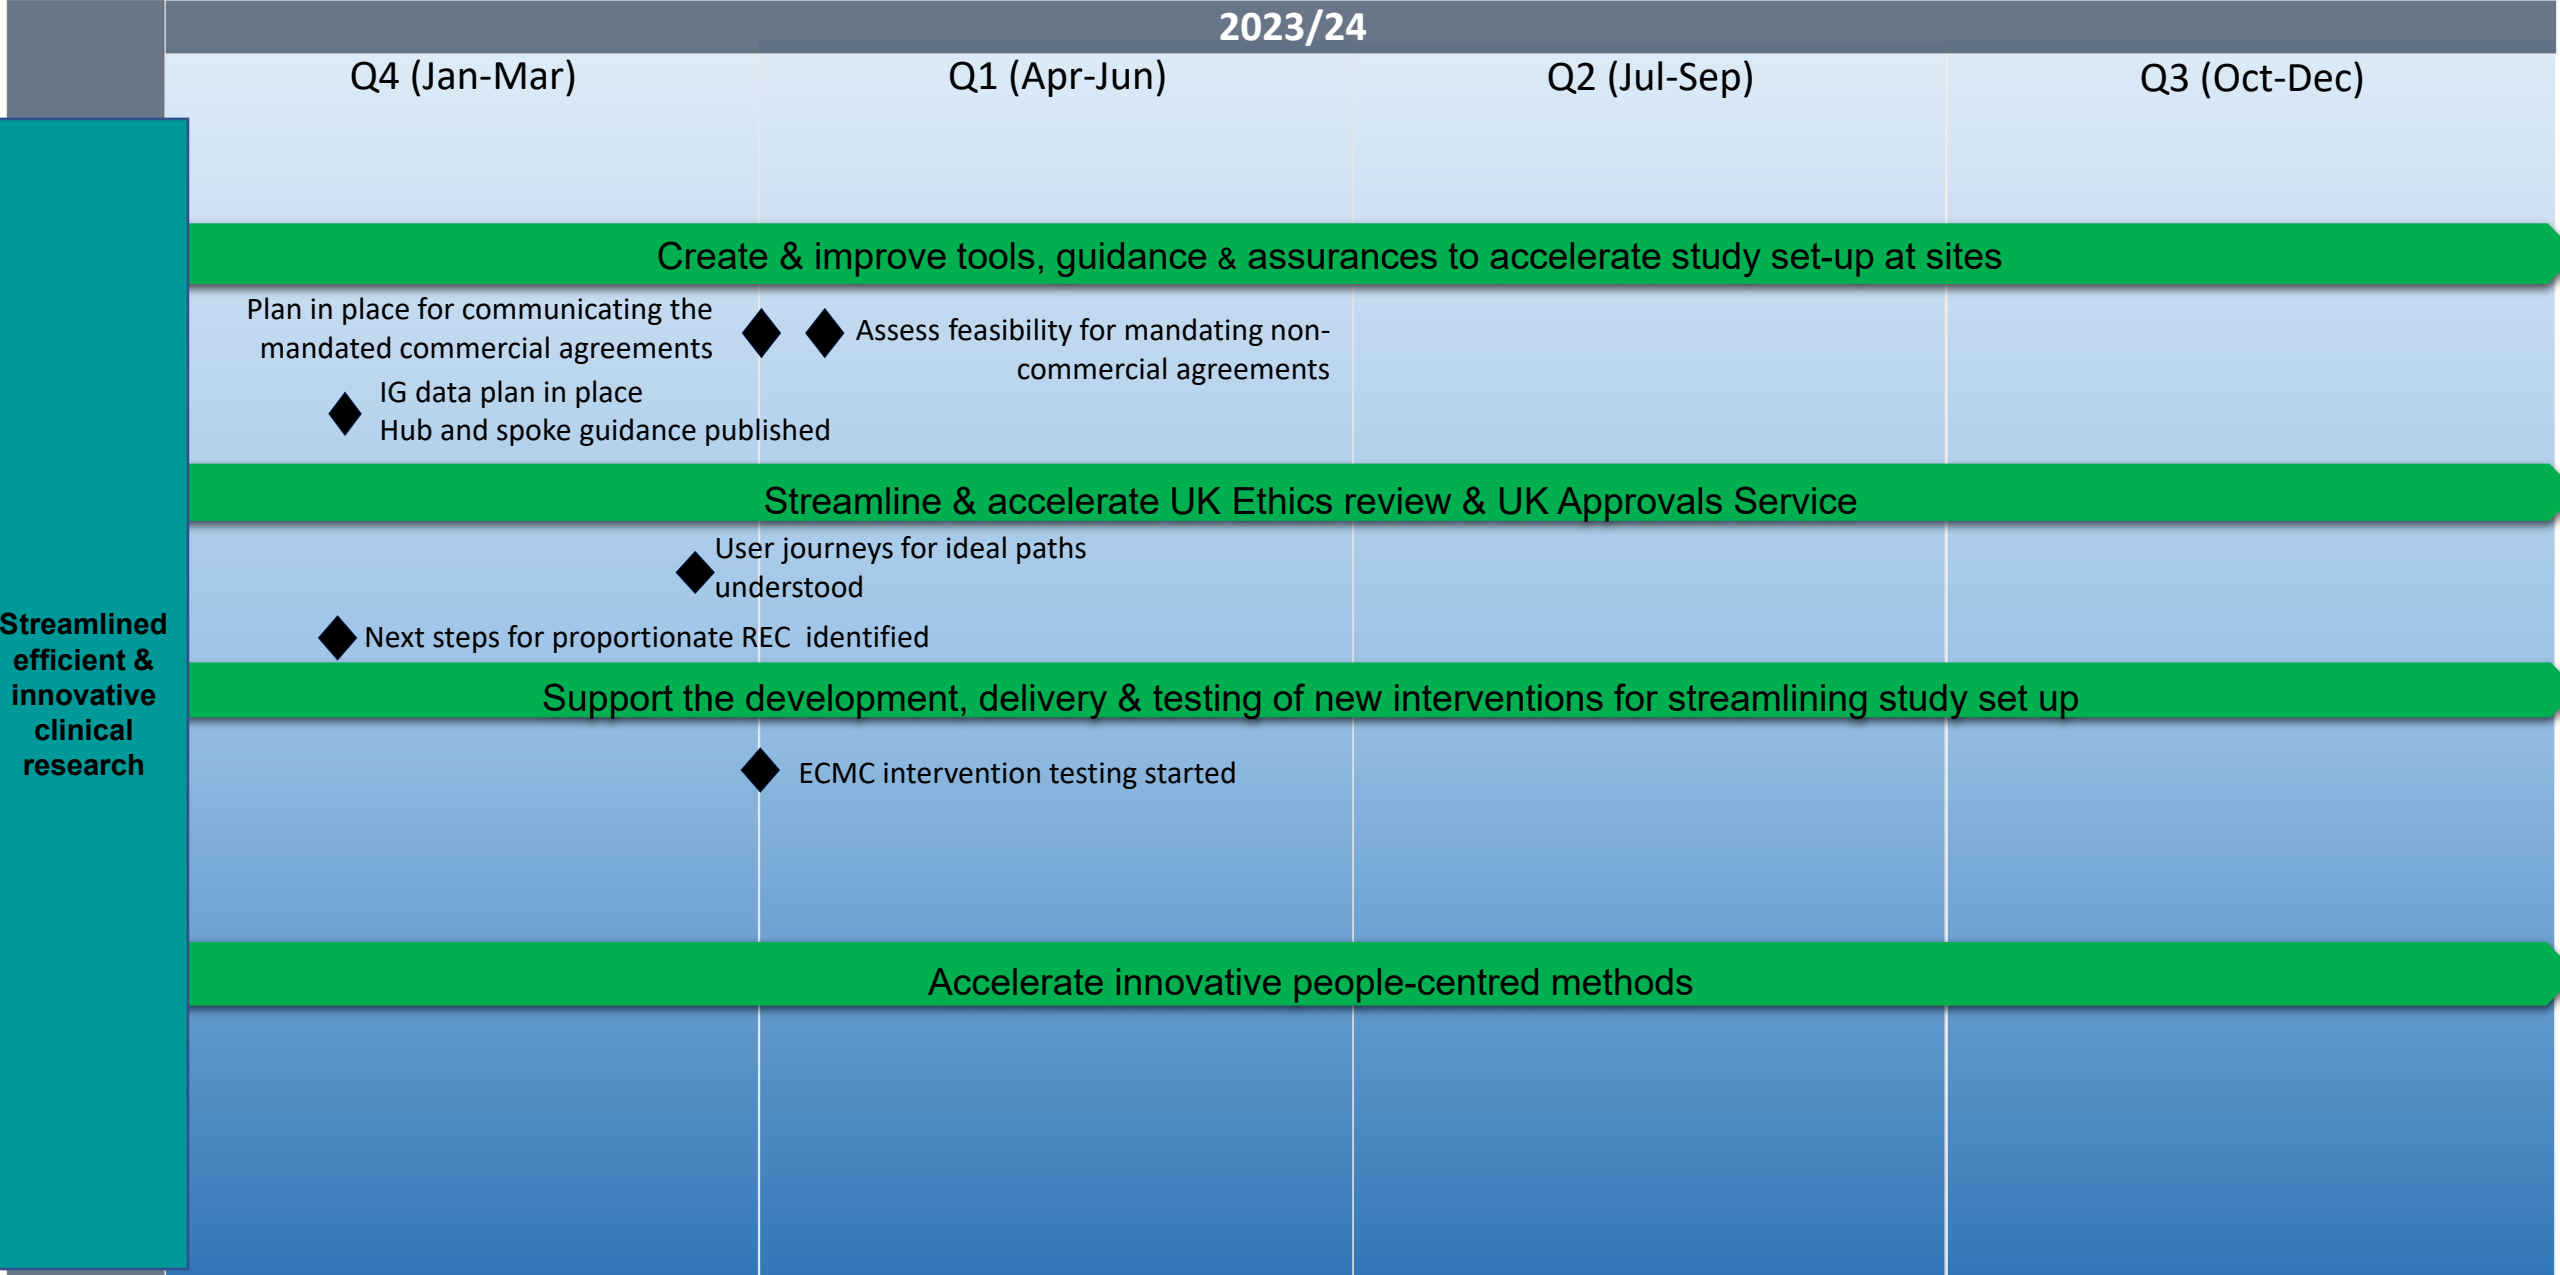 2023/24
Q4 (Jan-Mar)
Q1 (Apr-Jun)
Q2 (Jul-Sep)
Q3 (Oct-Dec)
Streamlined
efficient &
innovative
clinical
research
Create & improve tools, guidance & assurances to accelerate study set-up at sites
Plan in place for communicating the
mandated commercial agreements
Assess feasibility for mandating non-
commercial agreements
IG data plan in place
Hub and spoke guidance published
Streamline & accelerate UK Ethics review & UK Approvals Service
User journeys for ideal paths
understood
Next steps for proportionate REC identified
Support the development, delivery & testing of new interventions for streamlining study set up
ECMC intervention testing started
Accelerate innovative people-centred methods